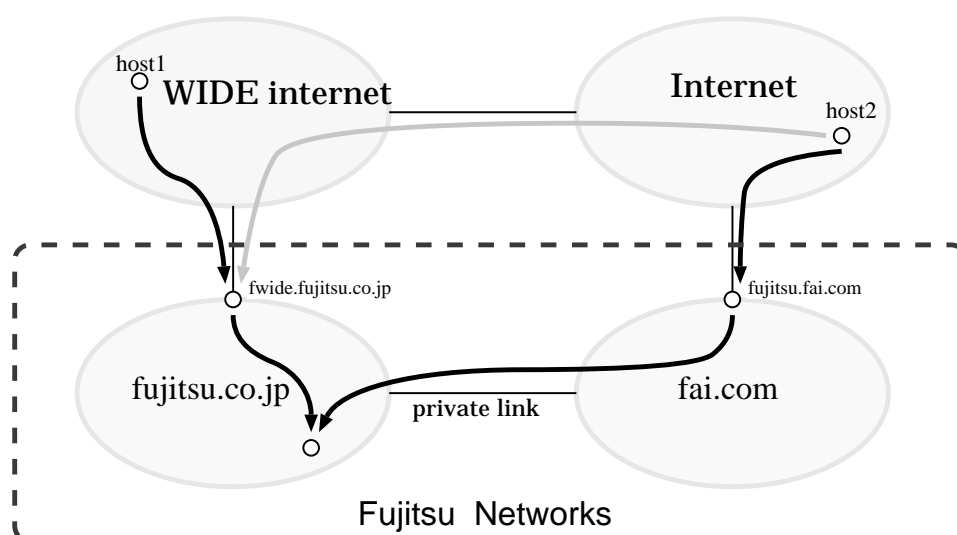 host1
WIDE internet
Internet
host2
fwide.fujitsu.co.jp
fujitsu.fai.com
fujitsu.co.jp
fai.com
private link
Fujitsu Networks